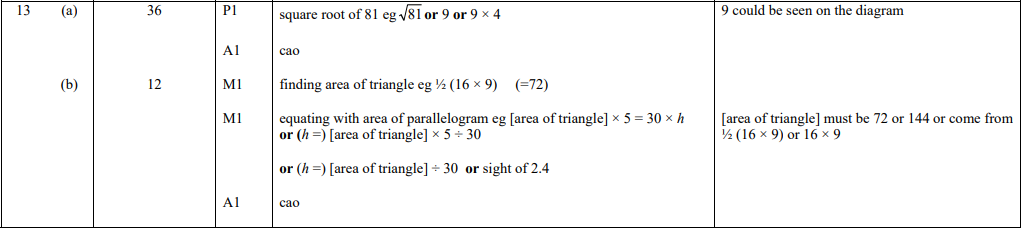 13 (a) 36 P1 square root of 81 eg √81 or 9 or 9 × 4 9 could be seen on the diagram
A1 cao
(b) 12 M1 finding area of triangle eg ½ (16 × 9) (=72)
M1 equating with area of parallelogram eg [area of triangle] × 5 = 30 × h [area of triangle] must be 72 or 144 or come from
or (h =) [area of triangle] × 5 ÷ 30 ½ (16 × 9) or 16 × 9
or (h =) [area of triangle] ÷ 30 or sight of 2.4
A1 cao